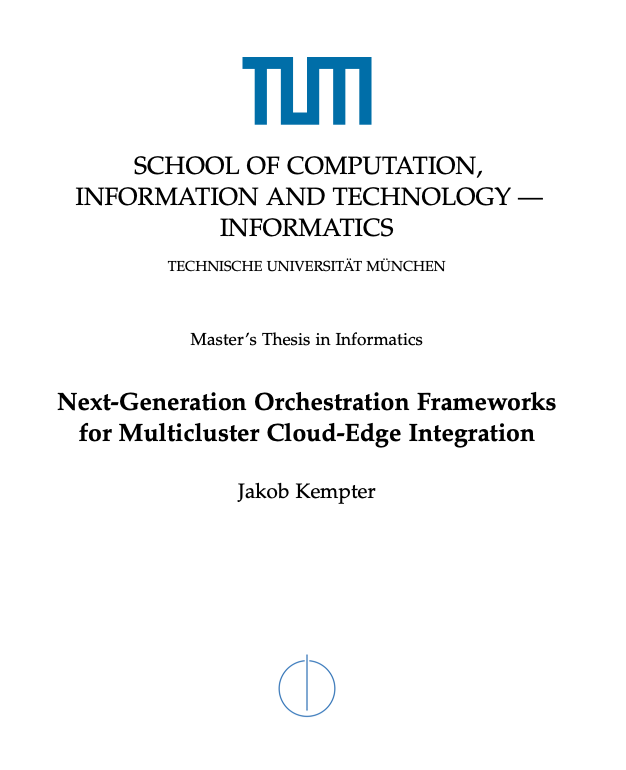 TUM
SCHOOL OF COMPUTATION,
INFORMATION AND TECHNOLOGY —
INFORMATICS
TECHNISCHE UNIVERSITÄT MÜNCHEN
Master's Thesis in Informatics
Next-Generation Orchestration Frameworks
for Multicluster Cloud-Edge Integration
Jakob Kempter